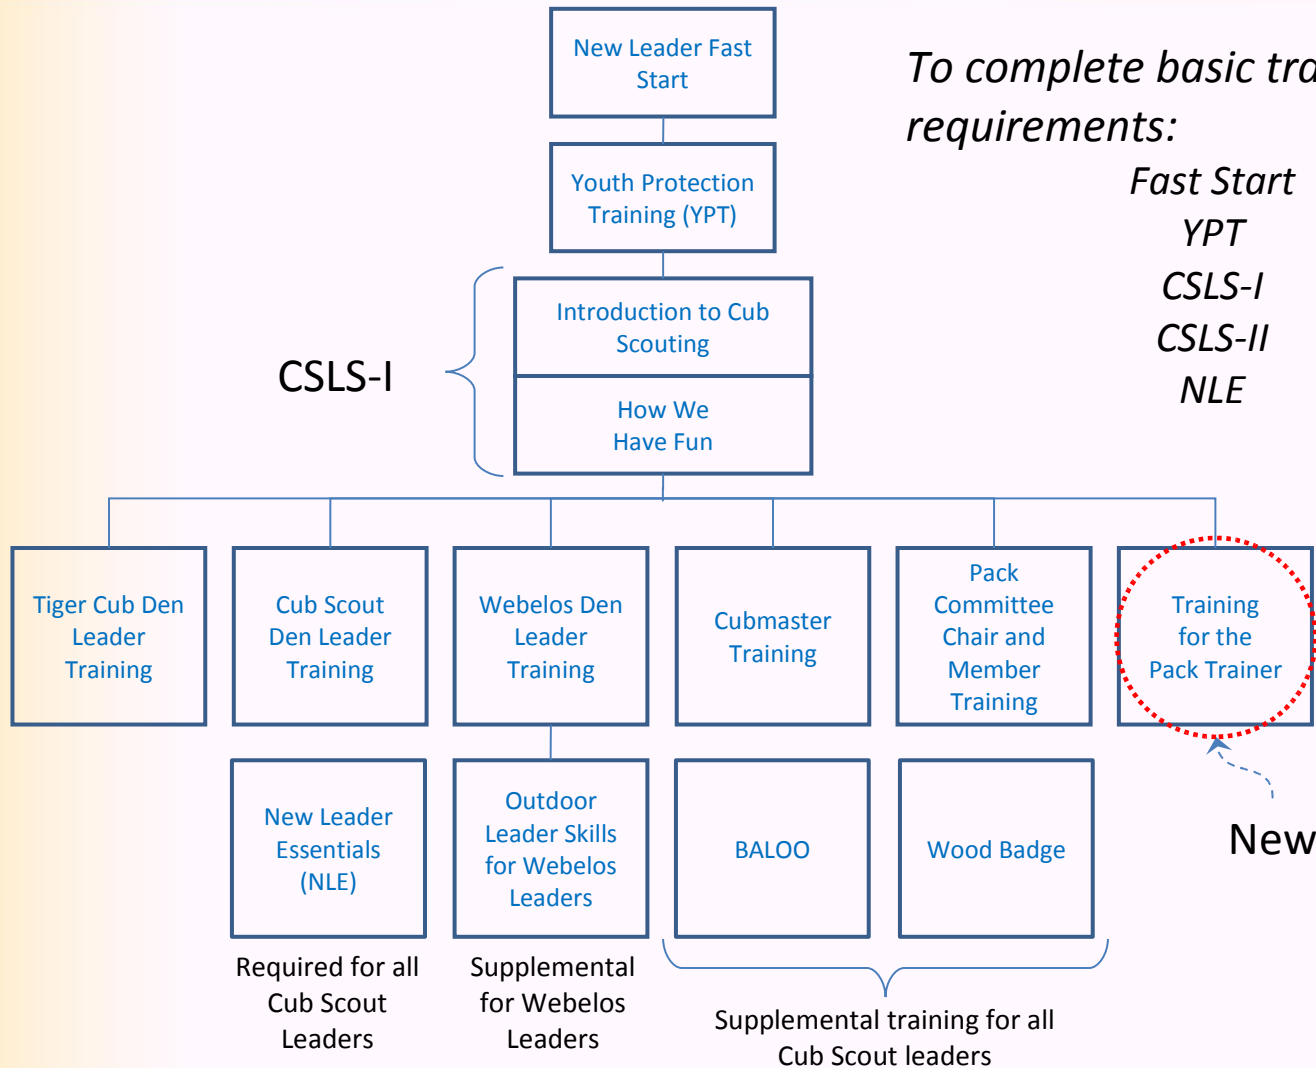 New Leader Fast
Start
To complete basic
requirements:
Fast Start
YPT
CSLS-I
CSLS-II
NLE
Youth Protection
Training (YPT)
CSLS-I
Introduction to Cub
Scouting
How We
Have Fun
Tiger Cub Den
Leader
Training
Cub Scout
Den Leader
Training
Webelos Den
Leader
Training
Cubmaster
Training
Pack
Committee
Chair and
Member
Training
Training
for the
Pack Trainer
New Leader
Essentials
(NLE)
Outdoor
Leader Skills
for Webelos
Leaders
BALOO
Wood Badge
New
Required for all
Cub Scout
Leaders
Supplemental
for Webelos
Leaders
Supplemental training for all
Cub Scout leaders